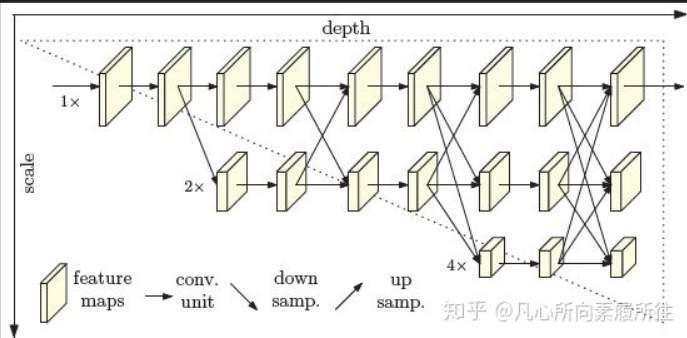 depth
1×
scale
2×
4×
feature
maps
conv.
unit
down
samp.
up
samp.
知乎 @凡心所向素履所往